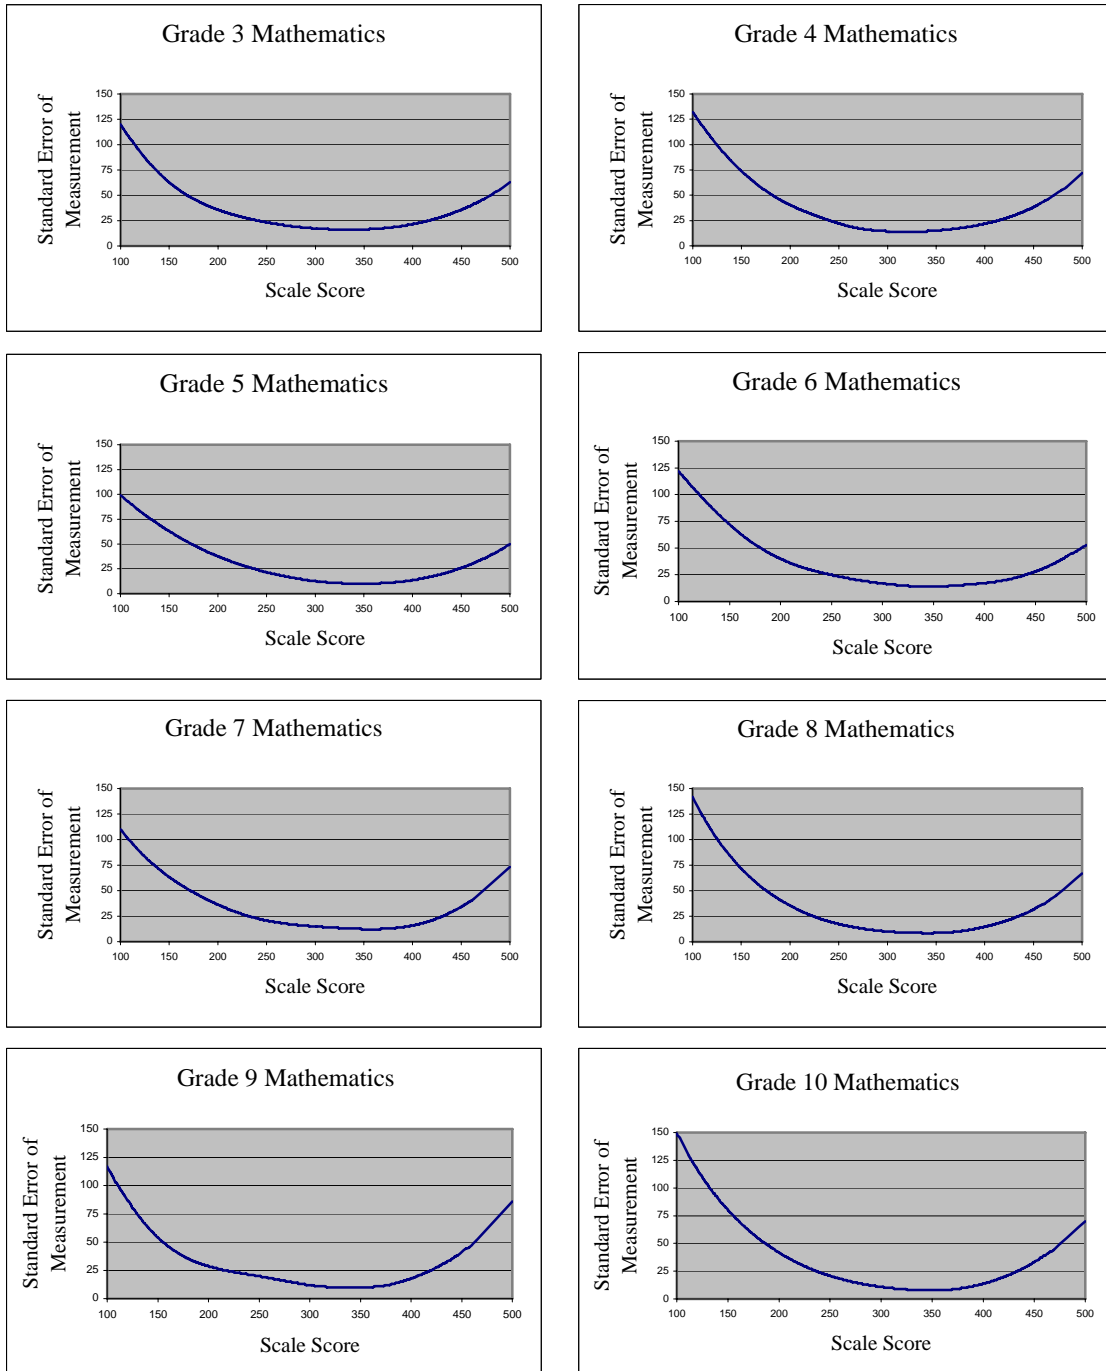 Grade 3 Mathematics
Standard Error of
Measurement
150
125
100
75
50
25
0
100 150 200 250 300 350 400 450 500
Scale Score
Grade 4 Mathematics
Standard Error of
Measurement
150
125
100
75
50
25
0
100 150 200 250 300 350 400 450 500
Scale Score
Grade 5 Mathematics
Standard Error of
Measurement
150
125
100
75
50
25
0
100 150 200 250 300 350 400 450 500
Scale Score
Grade 6 Mathematics
Standard Error of
Measurement
150
125
100
75
50
25
0
100 150 200 250 300 350 400 450 500
Scale Score
Grade 7 Mathematics
Standard Error of
Measurement
150
125
100
75
50
25
0
100 150 200 250 300 350 400 450 500
Scale Score
Grade 8 Mathematics
Standard Error of
Measurement
150
125
100
75
50
25
0
100 150 200 250 300 350 400 450 500
Scale Score
Grade 9 Mathematics
Standard Error of
Measurement
150
125
100
75
50
25
0
100 150 200 250 300 350 400 450 500
Scale Score
Grade 10 Mathematics
Standard Error of
Measurement
150
125
100
75
50
25
0
100 150 200 250 300 350 400 450 500
Scale Score